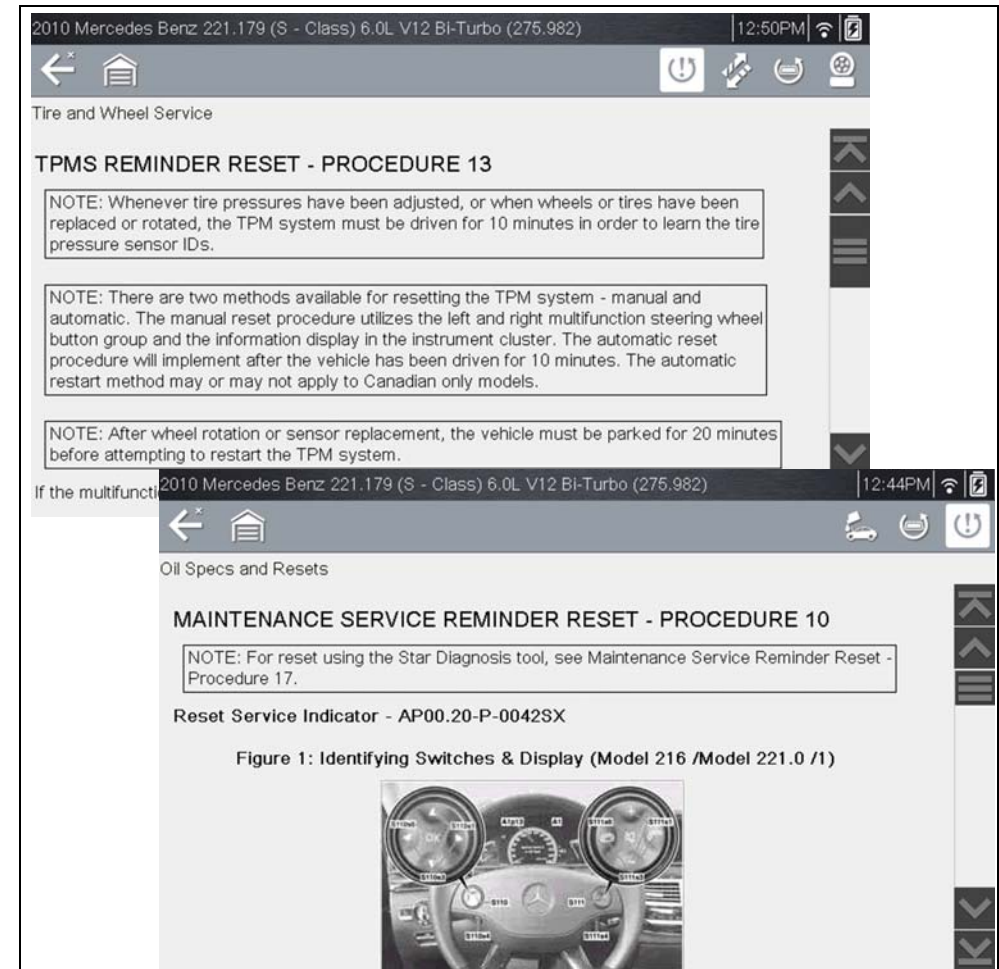 2010 Mercedes Benz 221.179 (S - Class) 6.0L V12 Bi-Turbo (275.982)
12:50PM
Tire and Wheel Service
TPMS REMINDER RESET - PROCEDURE 13
NOTE: Whenever tire pressures have been adjusted, or when wheels or tires have been
replaced or rotated, the TPM system must be driven for 10 minutes in order to learn the tire
pressure sensor IDs.
NOTE: There are two methods available for resetting the TPM system - manual and
automatic. The manual reset procedure utilizes the left and right multifunction steering wheel
button group and the information display in the instrument cluster. The automatic reset
procedure will implement after the vehicle has been driven for 10 minutes. The automatic
restart method may or may not apply to Canadian only models.
NOTE: After wheel rotation or sensor replacement, the vehicle must be parked for 20 minutes
before attempting to restart the TPM system.
If the multifuncti
2010 Mercedes Benz 221.179 (S - Class) 6.0L V12 Bi-Turbo (275.982)
12:44PM
Oil Specs and Resets
MAINTENANCE SERVICE REMINDER RESET - PROCEDURE 10
NOTE: For reset using the Star Diagnosis tool, see Maintenance Service Reminder Reset -
Procedure 17.
Reset Service Indicator - AP00.20-P-0042SX
Figure 1: Identifying Switches & Display (Model 216 /Model 221.0 /1)
A1p13 A1
OK
S110 S111